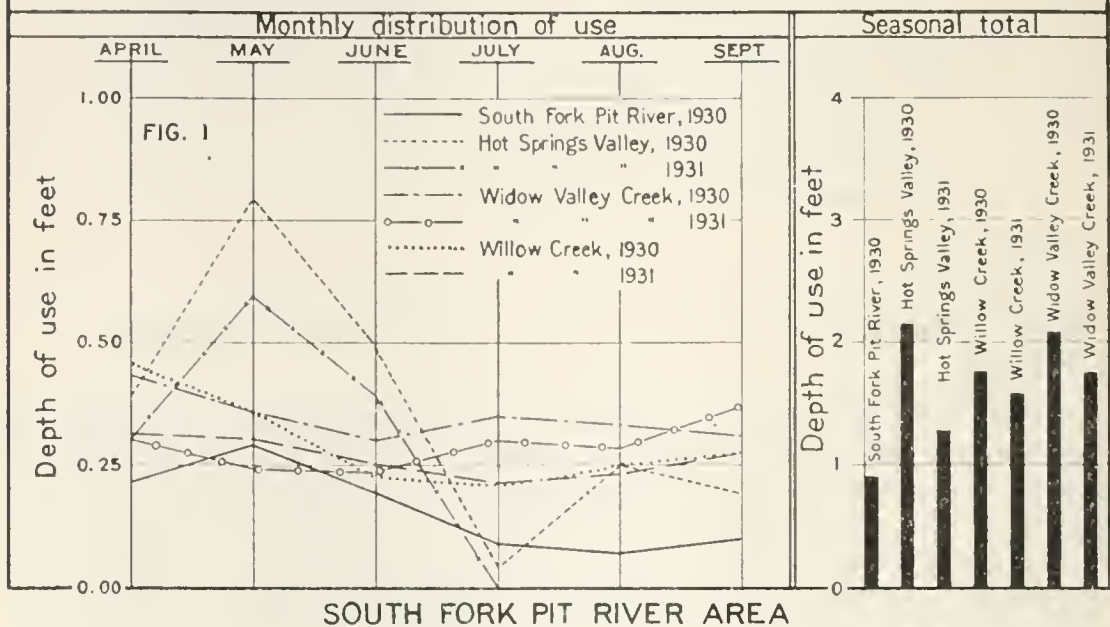 Monthly distribution of use
Seasonal total
APRIL MAY JUNE JULY AUG. SEPT
1.00
0.75
0.50
0.25
0.00
Depth of use in feet
FIG. 1
South Fork Pit River, 1930
Hot Springs Valley, 1930
" " " 1931
Widow Valley Creek, 1930
" " " 1931
Willow Creek, 1930
" " 1931
4
3
2
1
0
Depth of use in feet
South Fork Pit River, 1930
Hot Springs Valley, 1930
Hot Springs Valley, 1931
Willow Creek, 1930
Willow Creek, 1931
Widow Valley Creek, 1930
Widow Valley Creek, 1931
SOUTH FORK PIT RIVER AREA